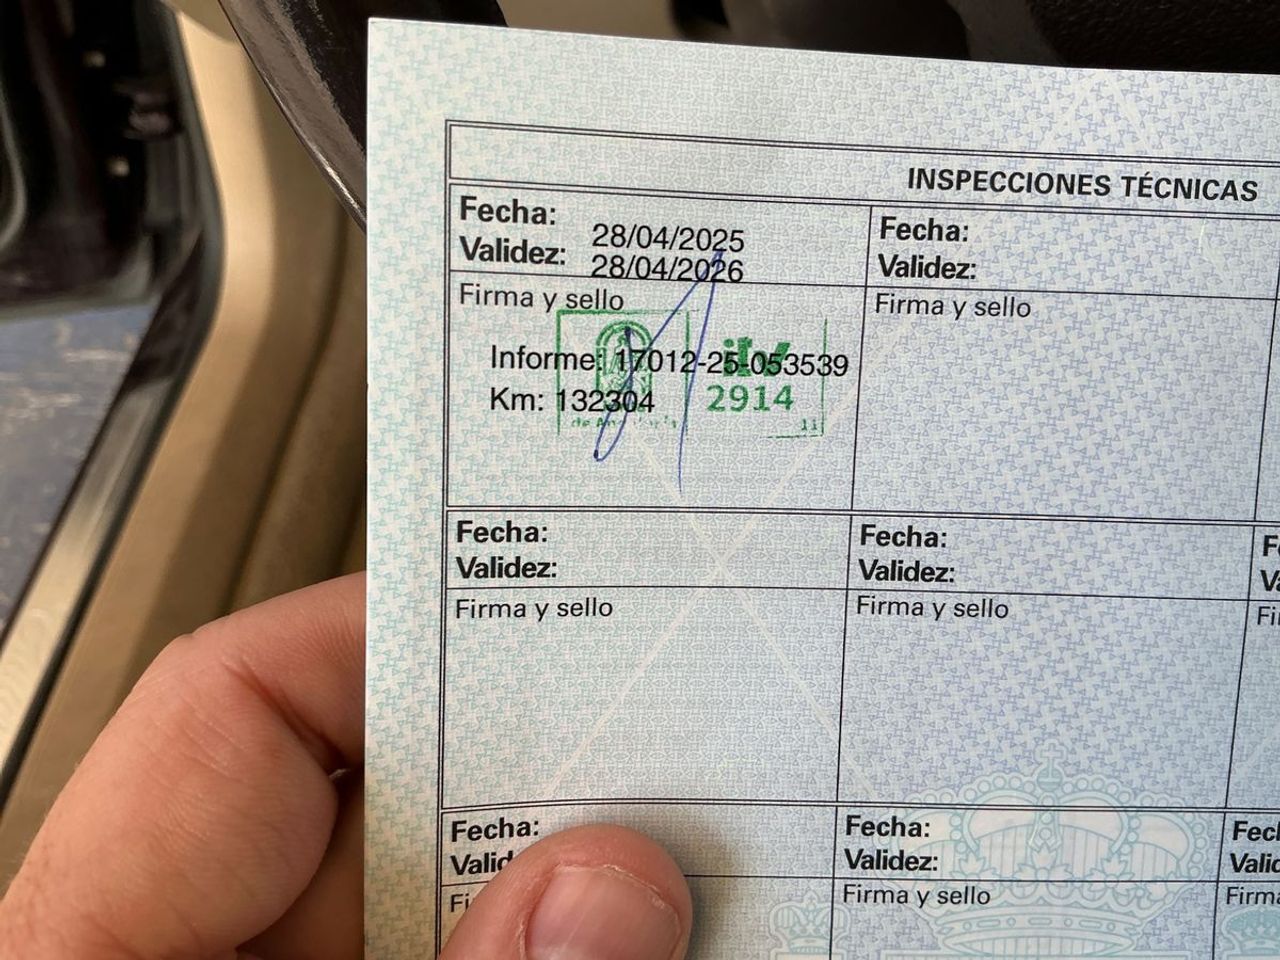 INSPECCIONES TÉCNICAS
Fecha: 28/04/2025
Validez: 28/04/2026
Firma y sello
Informe: 17012-25-053539
Km: 132304
itv
2914
11
Fecha:
Validez:
Firma y sello
Fecha:
Validez:
Firma y sello
Fecha:
Validez:
Firma y sello
Fecha:
Fecha:
Validez:
Firma y sello